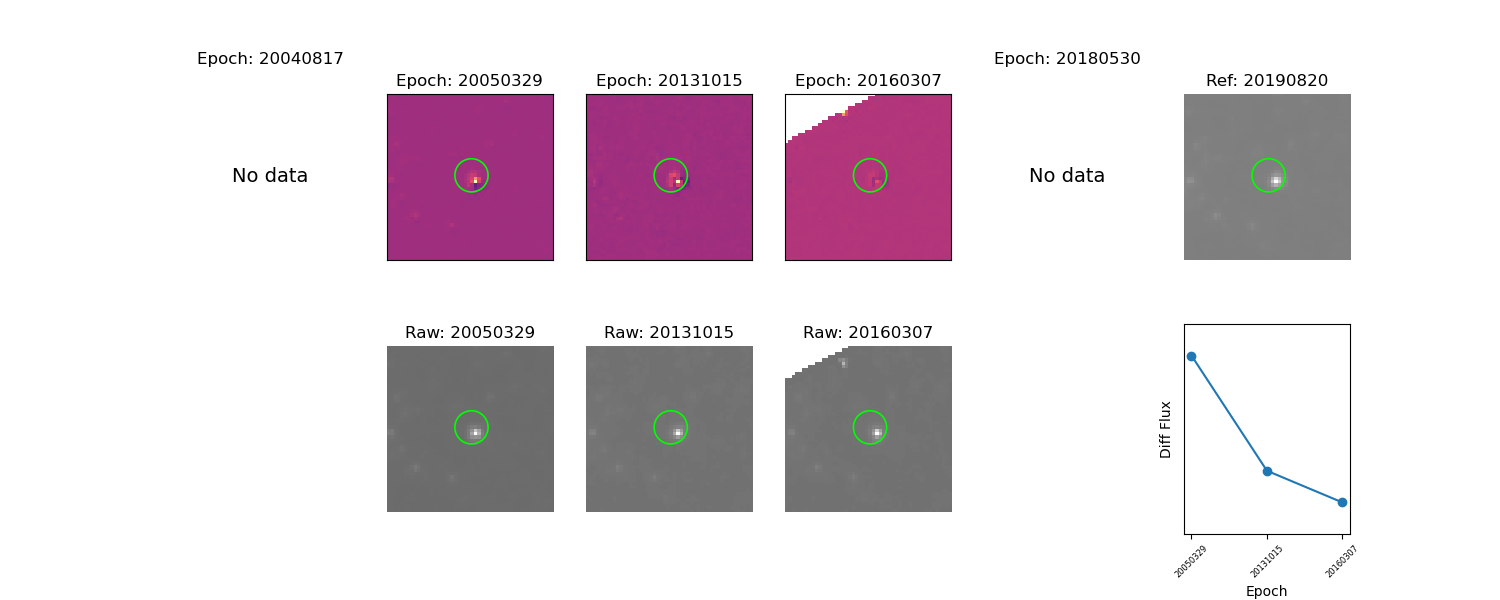 Epoch: 20040817
Epoch: 20050329
Epoch: 20131015
Epoch: 20160307
Epoch: 20180530
Ref: 20190820
No data
No data
Raw: 20050329
Raw: 20131015
Raw: 20160307
Diff Flux
20050329
20131015
20160307
Epoch